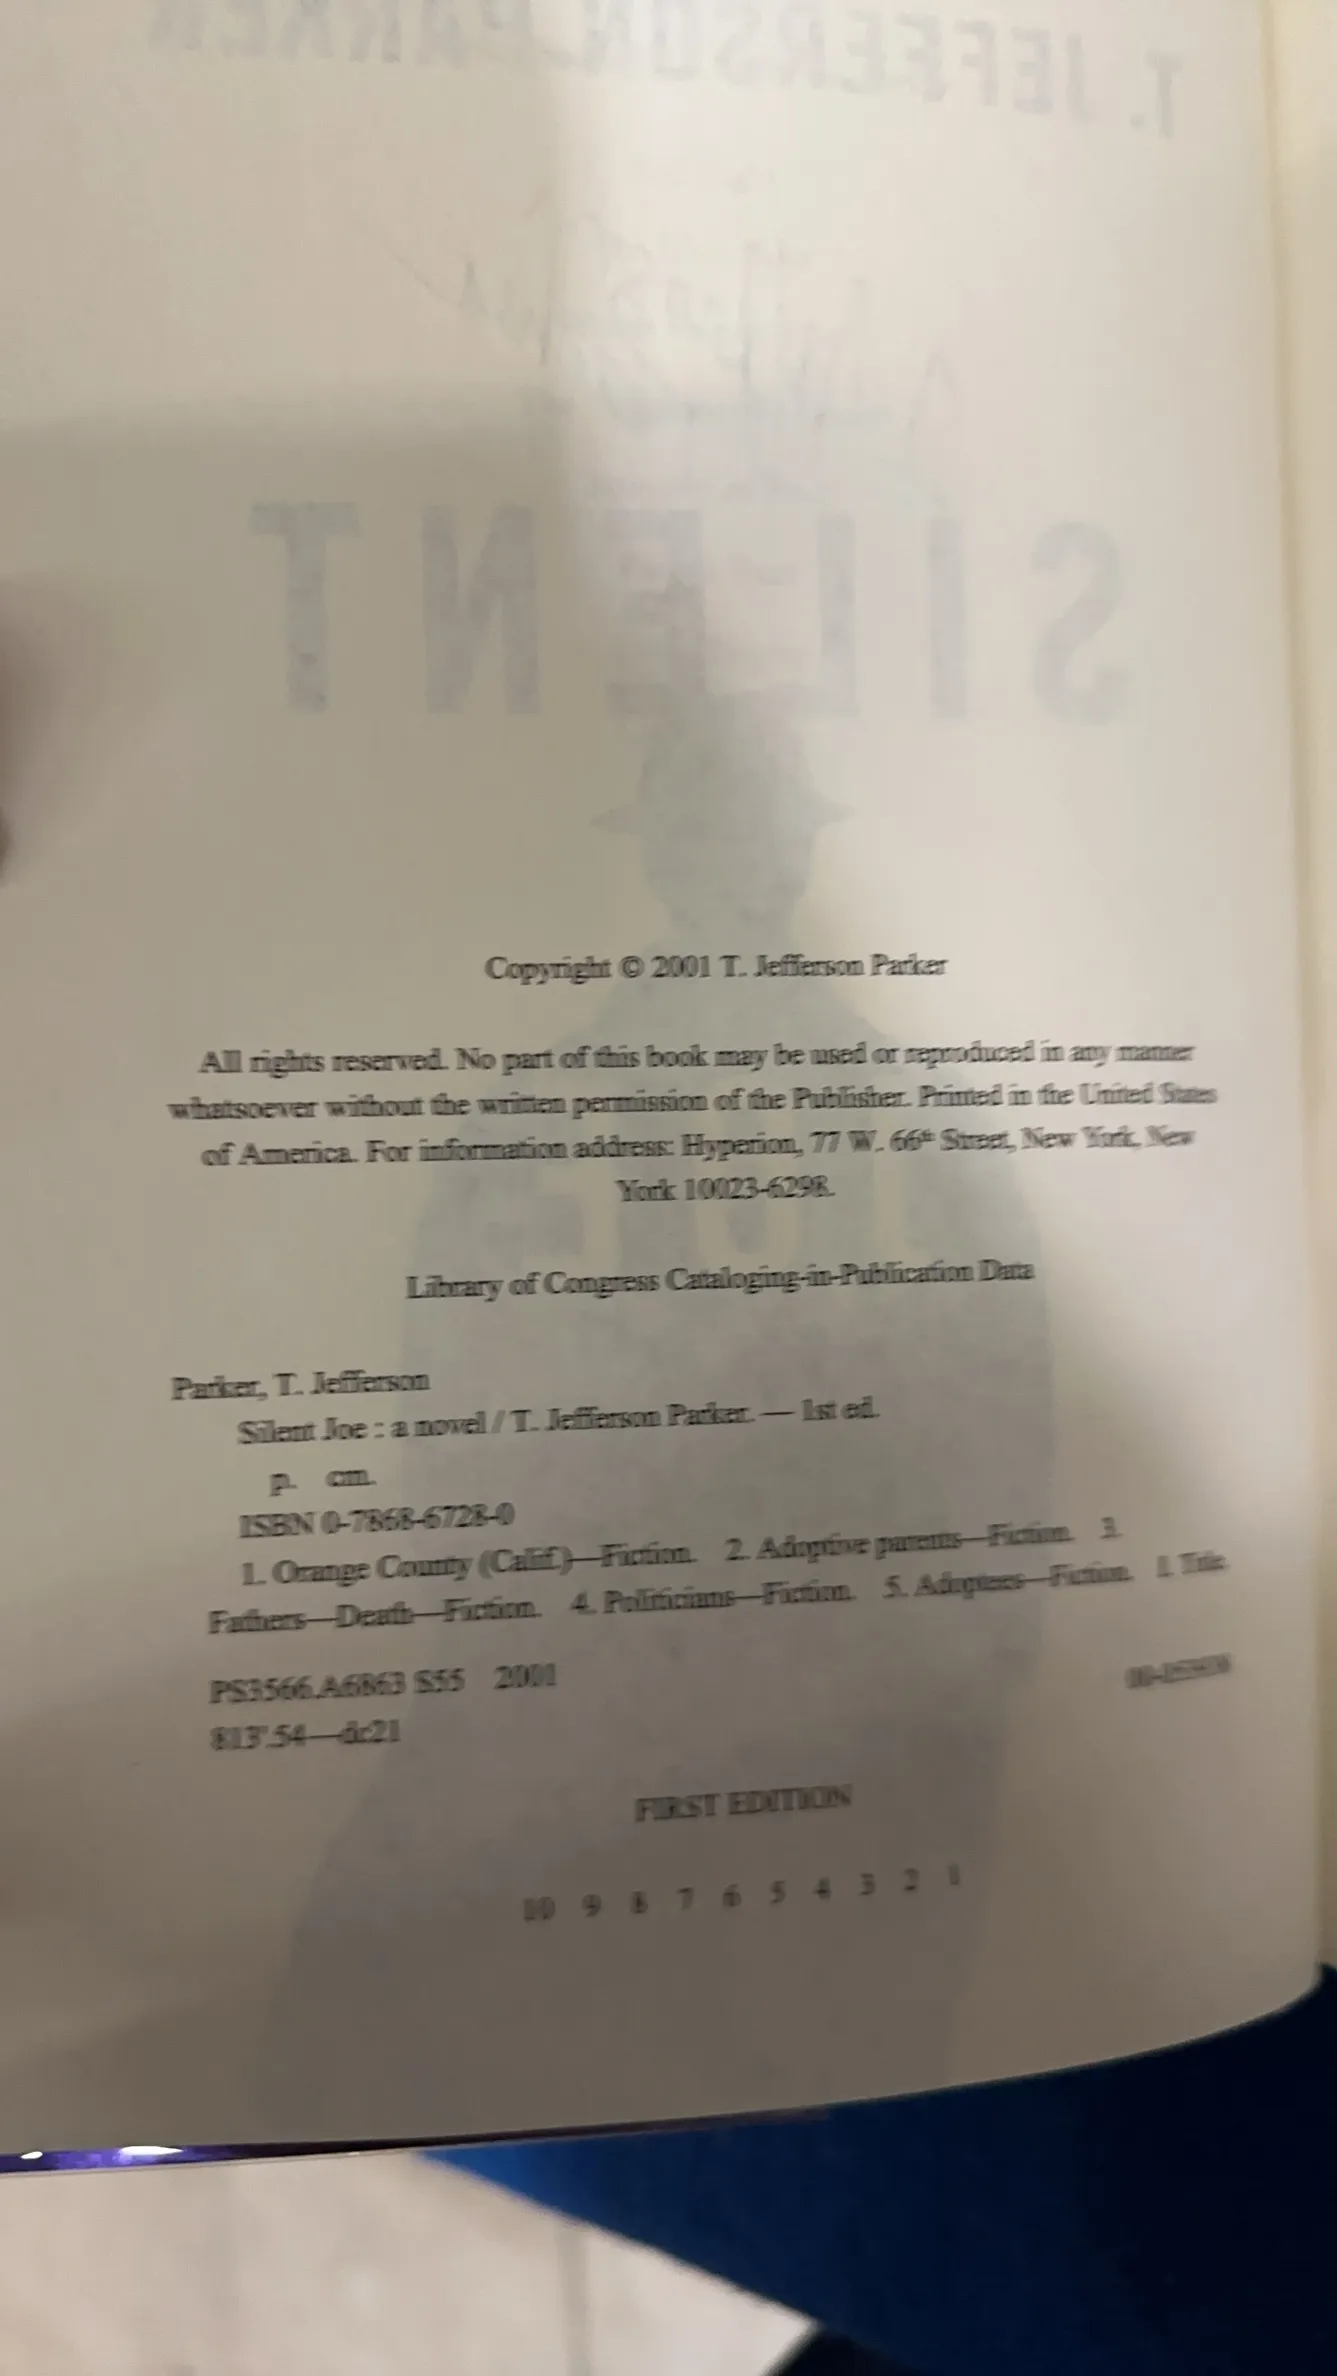 T. JEFFERSON PARKER
SILENT
Copyright © 2001 T. Jefferson Parker
All rights reserved. No part of this book may be used or reproduced in any manner
whatsoever without the written permission of the Publisher. Printed in the United States
of America. For information address: Hyperion, 77 W. 66th Street, New York, New
York 10023-6298.
Library of Congress Cataloging-in-Publication Data
Parker, T. Jefferson
Silent Joe : a novel / T. Jefferson Parker. — 1st ed.
p. cm.
ISBN 0-7868-6728-0
1. Orange County (Calif.)—Fiction. 2. Adoptive parents—Fiction. 3.
Fathers—Death—Fiction. 4. Politicians—Fiction. 5. Adoptees—Fiction. I. Title.
PS3566.A6863 S55 2001
813'.54—dc21
FIRST EDITION
10 9 8 7 6 5 4 3 2 1